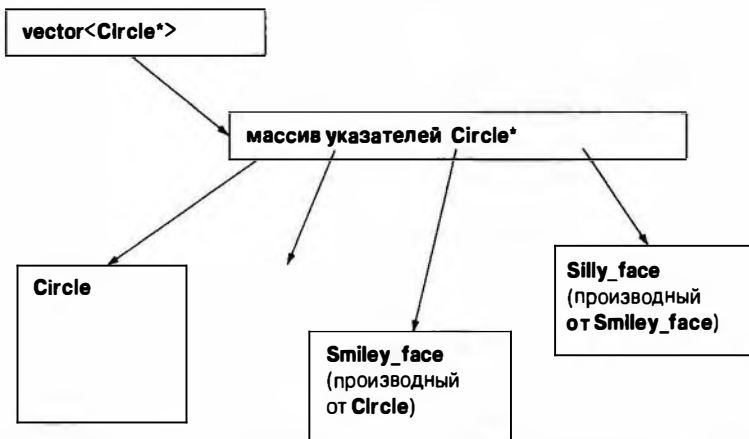 vector<Circle*>
массив указателей Circle*
Circle
Smiley_face
(производный
от Circle)
Silly_face
(производный
от Smiley_face)